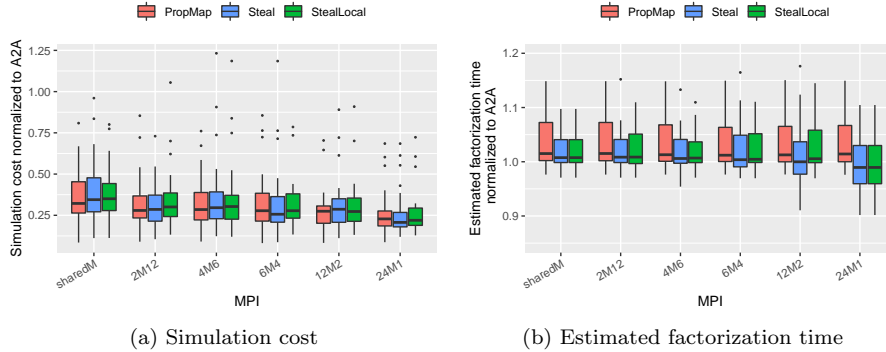 PropMap Steal StealLocal
Simulation cost normalized to A2A
1.25
1.00
0.75
0.50
0.25
sharedM 2M12 4M6 6M4 12M2 24M1
MPI
(a) Simulation cost
PropMap Steal StealLocal
Estimated factorization time
normalized to A2A
1.2
1.1
1.0
0.9
sharedM 2M12 4M6 6M4 12M2 24M1
MPI
(b) Estimated factorization time